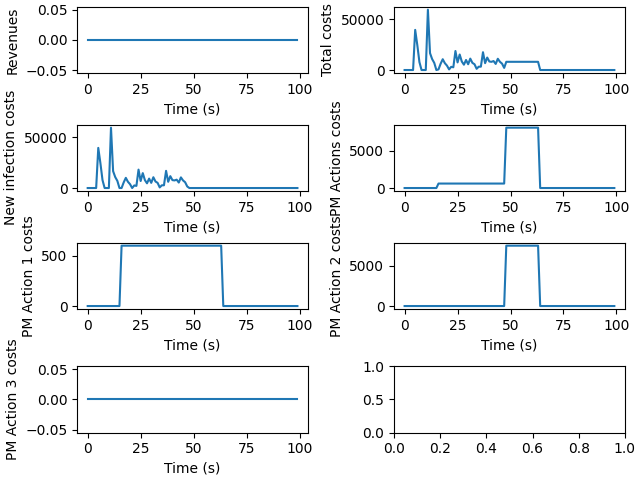 Revenues
0.05
0.00
−0.05
0 25 50 75 100
Time (s)
Total costs
50000
0
0 25 50 75 100
Time (s)
New infection costs
50000
0
0 25 50 75 100
Time (s)
PM Actions costs
5000
0
0 25 50 75 100
Time (s)
PM Action 1 costs
500
0
0 25 50 75 100
Time (s)
PM Action 2 costs
5000
0
0 25 50 75 100
Time (s)
PM Action 3 costs
0.05
0.00
−0.05
0 25 50 75 100
Time (s)
1.0
0.5
0.0
0.0 0.2 0.4 0.6 0.8 1.0